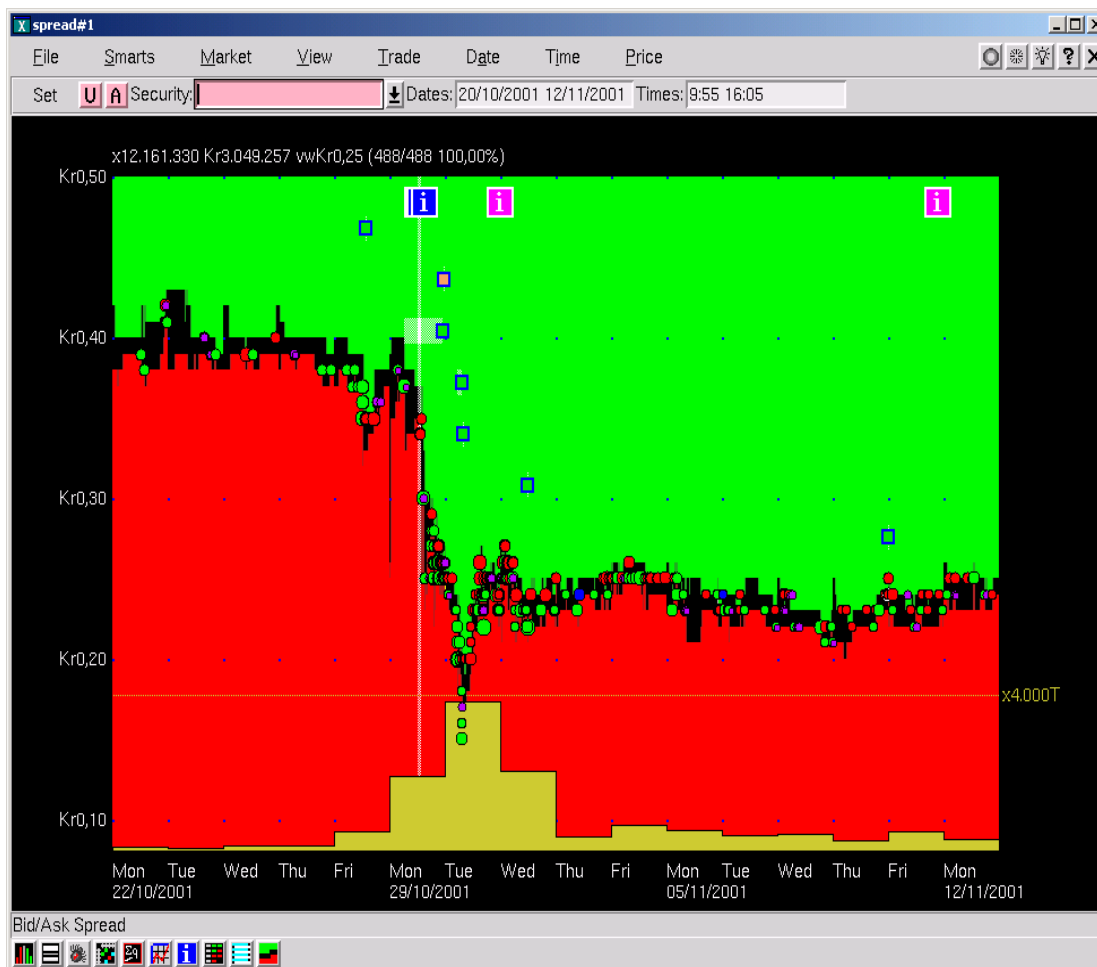 X spread#1
File Smarts Market View Trade Date Time Price ?
Set U A Security: Dates: 20/10/2001 12/11/2001 Times: 9:55 16:05
x12.161.330 Kr3.049.257 vwKr0,25 (488/488 100,00%)
Kr0,50
i i i
Kr0,40
Kr0,30
Kr0,20
x4.000T
Kr0,10
Mon Tue Wed Thu Fri Mon Tue Wed Thu Fri Mon Tue Wed Thu Fri Mon
22/10/2001 29/10/2001 05/11/2001 12/11/2001
Bid/Ask Spread
i